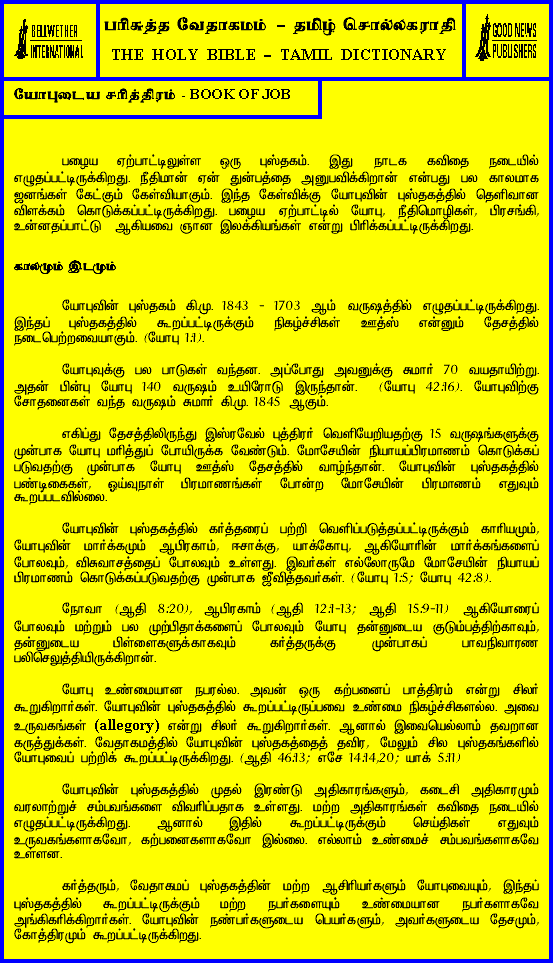 BELLWETHER
INTERNATIONAL
பரிசுத்த வேதாகமம் – தமிழ் சொல்லகராதி
THE HOLY BIBLE – TAMIL DICTIONARY
GOOD NEWS
PUBLISHERS
யோபுடைய சரித்திரம் - BOOK OF JOB
பழைய ஏற்பாட்டிலுள்ள ஒரு புஸ்தகம். இது நாடக கவிதை நடையில்
எழுதப்பட்டிருக்கிறது. நீதிமான் ஏன் துன்பத்தை அனுபவிக்கிறான் என்பது பல காலமாக
ஜனங்கள் கேட்கும் கேள்வியாகும். இந்த கேள்விக்கு யோபுவின் புஸ்தகத்தில் தெளிவான
விளக்கம் கொடுக்கப்பட்டிருக்கிறது. பழைய ஏற்பாட்டில் யோபு, நீதிமொழிகள், பிரசங்கி,
உன்னதப்பாட்டு ஆகியவை ஞான இலக்கியங்கள் என்று பிரிக்கப்பட்டிருக்கிறது.
காலமும் இடமும்
யோபுவின் புஸ்தகம் கி.மு. 1843 - 1703 ஆம் வருஷத்தில் எழுதப்பட்டிருக்கிறது.
இந்தப் புஸ்தகத்தில் கூறப்பட்டிருக்கும் நிகழ்ச்சிகள் ஊத்ஸ் என்னும் தேசத்தில்
நடைபெற்றவையாகும். (யோபு 1:1).
யோபுவுக்கு பல பாடுகள் வந்தன. அப்போது அவனுக்கு சுமார் 70 வயதாயிற்று.
அதன் பின்பு யோபு 140 வருஷம் உயிரோடு இருந்தான். (யோபு 42:16). யோபுவிற்கு
சோதனைகள் வந்த வருஷம் சுமார் கி.மு. 1845 ஆகும்.
எகிப்து தேசத்திலிருந்து இஸ்ரவேல் புத்திரர் வெளியேறியதற்கு 15 வருஷங்களுக்கு
முன்பாக யோபு மரித்துப் போயிருக்க வேண்டும். மோசேயின் நியாயப்பிரமாணம் கொடுக்கப்
படுவதற்கு முன்பாக யோபு ஊத்ஸ் தேசத்தில் வாழ்ந்தான். யோபுவின் புஸ்தகத்தில்
பண்டிகைகள், ஓய்வுநாள் பிரமாணங்கள் போன்ற மோசேயின் பிரமாணம் எதுவும்
கூறப்படவில்லை.
யோபுவின் புஸ்தகத்தில் கர்த்தரைப் பற்றி வெளிப்படுத்தப்பட்டிருக்கும் காரியமும்,
யோபுவின் மார்க்கமும் ஆபிரகாம், ஈசாக்கு, யாக்கோபு, ஆகியோரின் மார்க்கங்களைப்
போலவும், விசுவாசத்தைப் போலவும் உள்ளது. இவர்கள் எல்லோருமே மோசேயின் நியாயப்
பிரமாணம் கொடுக்கப்படுவதற்கு முன்பாக ஜீவித்தவர்கள். (யோபு 1:5; யோபு 42:8).
நோவா (ஆதி 8:20), ஆபிரகாம் (ஆதி 12:1-13; ஆதி 15:9-11) ஆகியோரைப்
போலவும் மற்றும் பல முற்பிதாக்களைப் போலவும் யோபு தன்னுடைய குடும்பத்திற்காவும்,
தன்னுடைய பிள்ளைகளுக்காகவும் கர்த்தருக்கு முன்பாகப் பாவநிவாரண
பலிசெலுத்தியிருக்கிறான்.
யோபு உண்மையான நபரல்ல. அவன் ஒரு கற்பனைப் பாத்திரம் என்று சிலர்
கூறுகிறார்கள். யோபுவின் புஸ்தகத்தில் கூறப்பட்டிருப்பவை உண்மை நிகழ்ச்சிகளல்ல. அவை
உருவகங்கள் (allegory) என்று சிலர் கூறுகிறார்கள். ஆனால் இவையெல்லாம் தவறான
கருத்துக்கள். வேதாகமத்தில் யோபுவின் புஸ்தகத்தைத் தவிர, மேலும் சில புஸ்தகங்களில்
யோபுவைப் பற்றிக் கூறப்பட்டிருக்கிறது. (ஆதி 46:13; எசே 14:14,20; யாக் 5:11)
யோபுவின் புஸ்தகத்தில் முதல் இரண்டு அதிகாரங்களும், கடைசி அதிகாரமும்
வரலாற்றுச் சம்பவங்களை விவரிப்பதாக உள்ளது. மற்ற அதிகாரங்கள் கவிதை நடையில்
எழுதப்பட்டிருக்கிறது. ஆனால் இதில் கூறப்பட்டிருக்கும் செய்திகள் எதுவும்
உருவகங்களாகவோ, கற்பனைகளாகவோ இல்லை. எல்லாம் உண்மைச் சம்பவங்களாகவே
உள்ளன.
கர்த்தரும், வேதாகமப் புஸ்தகத்தின் மற்ற ஆசிரியர்களும் யோபுவையும், இந்தப்
புஸ்தகத்தில் கூறப்பட்டிருக்கும் மற்ற நபர்களையும் உண்மையான நபர்களாகவே
அங்கிகரிக்கிறார்கள். யோபுவின் நண்பர்களுடைய பெயர்களும், அவர்களுடைய தேசமும்,
கோத்திரமும் கூறப்பட்டிருக்கிறது.